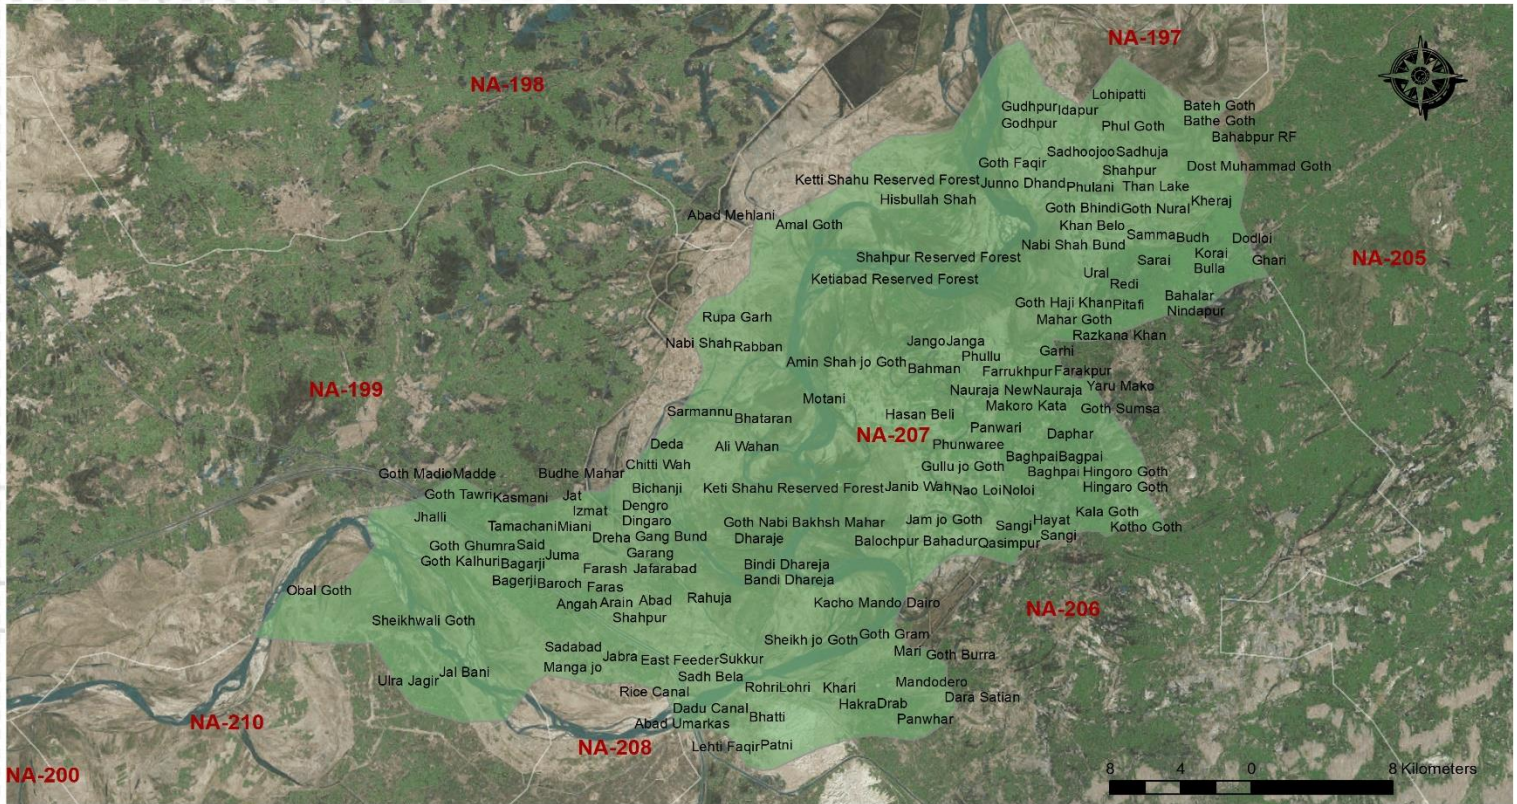 NA-197
NA-198
Lohipatti
Gudhpur
Idapur
Bateh Goth
Godhpur
Phul Goth
Bathe Goth
Bahabpur RF
Sadhoojoo
Sadhuja
Goth Faqir
Shahpur
Dost Muhammad Goth
Ketti Shahu Reserved Forest
Junno Dhand
Phulani
Than Lake
Hisbullah Shah
Kheraj
Goth Bhindi
Goth Nural
Abad Mehlani
Amal Goth
Khan Belo
Samma
Budh
Dodloi
Nabi Shah Bund
Shahpur Reserved Forest
Sarai
Korai
Ghari
NA-205
Bulla
Ketiabad Reserved Forest
Ural
Redi
Bahalar
Goth Haji Khan
Pitafi
Nindapur
Rupa Garh
Mahar Goth
Razkana Khan
Nabi Shah
Rabban
Jango
Janga
Garhi
Amin Shah jo Goth
Phullu
Bahman
Farrukhpur
Farakpur
NA-199
Nauraja New
Nauraja
Yaru Mako
Motani
Makoro Kata
Goth Sumsa
Sarmannu
Bhataran
Hasan Beli
NA-207
Panwari
Daphar
Deda
Ali Wahan
Phunwaree
Baghpai
Bagpai
Chitti Wah
Gullu jo Goth
Baghpai
Hingoro Goth
Goth Madio
Madde
Budhe Mahar
Bichanji
Keti Shahu Reserved Forest
Janib Wah
Nao Loi
Noloi
Hingaro Goth
Goth Tawri
Kasmani
Jat
Izmat
Dengro
Kala Goth
Jhalli
Tamachani
Miani
Dingaro
Goth Nabi Bakhsh Mahar
Jam jo Goth
Sangi
Hayat
Kotho Goth
Dreha
Gang Bund
Dharaje
Balochpur
Bahadur
Qasimpur
Sangi
Goth Ghumra
Said
Juma
Garang
Goth Kalhuri
Bagarji
Farash
Jafarabad
Bindi Dhareja
Bagerji
Baroch
Faras
Bandi Dhareja
Obal Goth
Angah
Arain
Abad
Rahuja
Kacho Mando Dairo
NA-206
Sheikhwali Goth
Shahpur
Sheikh jo Goth
Goth Gram
Sadabad
Jabra
East Feeder
Sukkur
Mari
Goth Burra
Manga jo
Jal Bani
Ulra Jagir
Sadh Bela
Rice Canal
Rohri
Lohri
Khari
Mandodero
Dara Satian
Hakra
Drab
Dadu Canal
Abad Umarkas
Bhatti
Panwhar
NA-210
NA-208
Lehti Faqir
Patni
NA-200
8 4 0 8 Kilometers